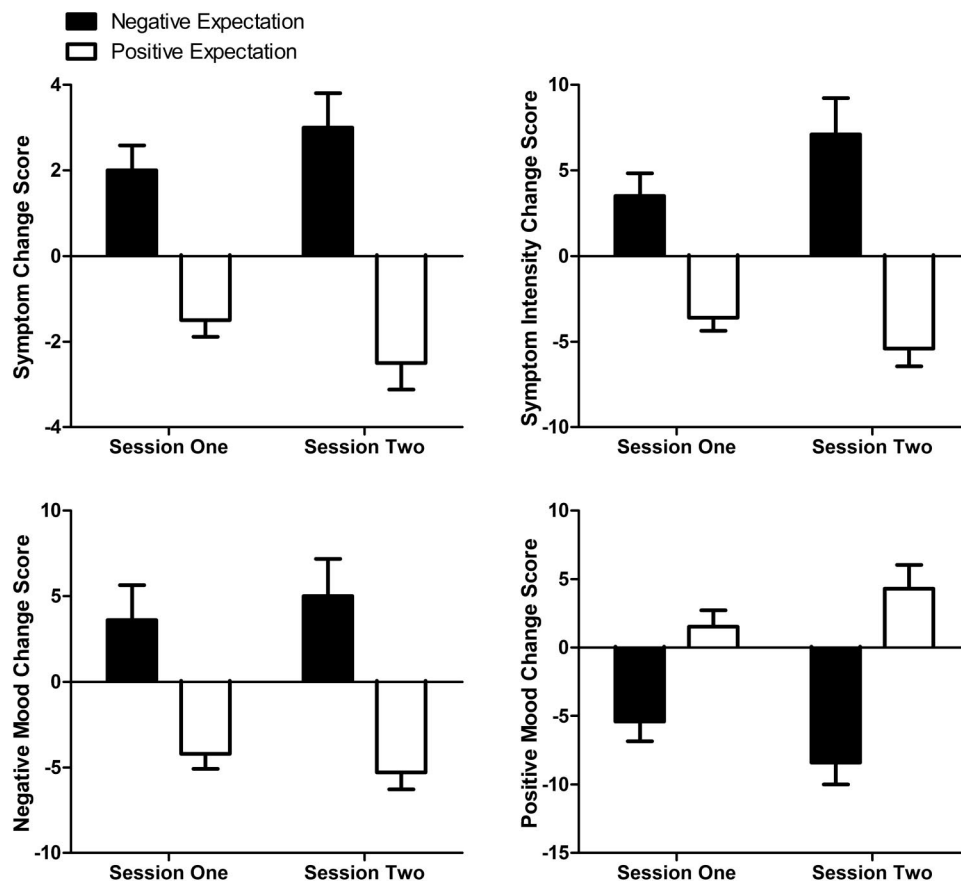 Negative Expectation
Positive Expectation
Symptom Change Score
4
2
0
-2
-4
Session One Session Two
Symptom Intensity Change Score
10
5
0
-5
-10
Session One Session Two
Negative Mood Change Score
10
5
0
-5
-10
Session One Session Two
Positive Mood Change Score
10
5
0
-5
-10
-15
Session One Session Two